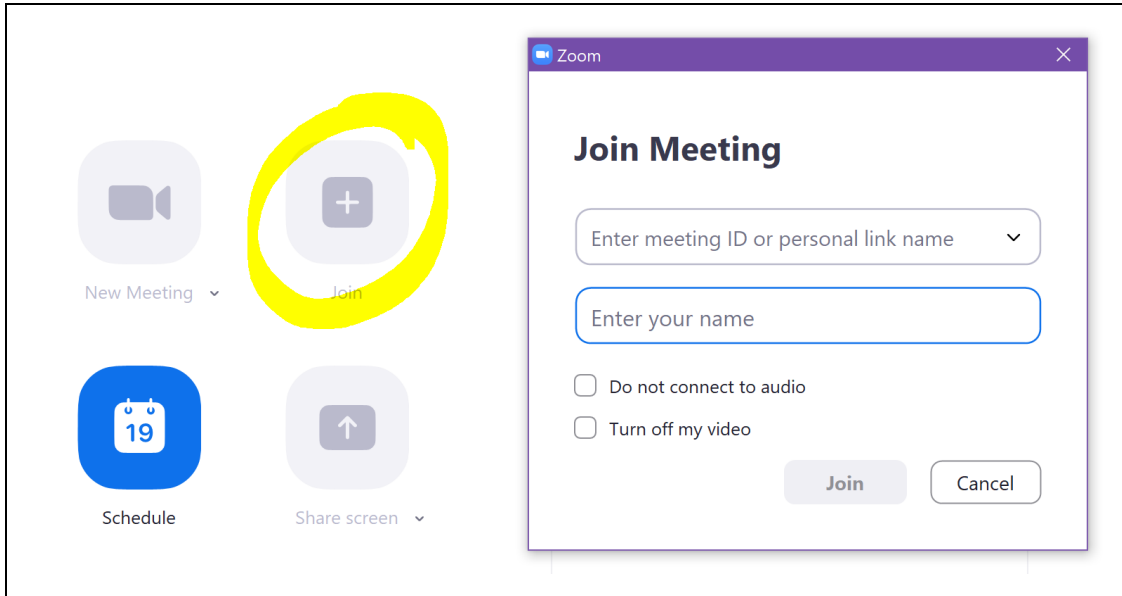 New Meeting
Join
19
Schedule
Share screen
Zoom
Join Meeting
Enter meeting ID or personal link name
Enter your name
Do not connect to audio
Turn off my video
Join
Cancel